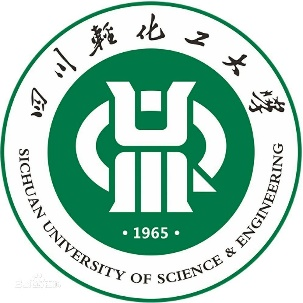 四川轻化工大学
·1965·
SICHUAN UNIVERSITY OF SCIENCE & ENGINEERING